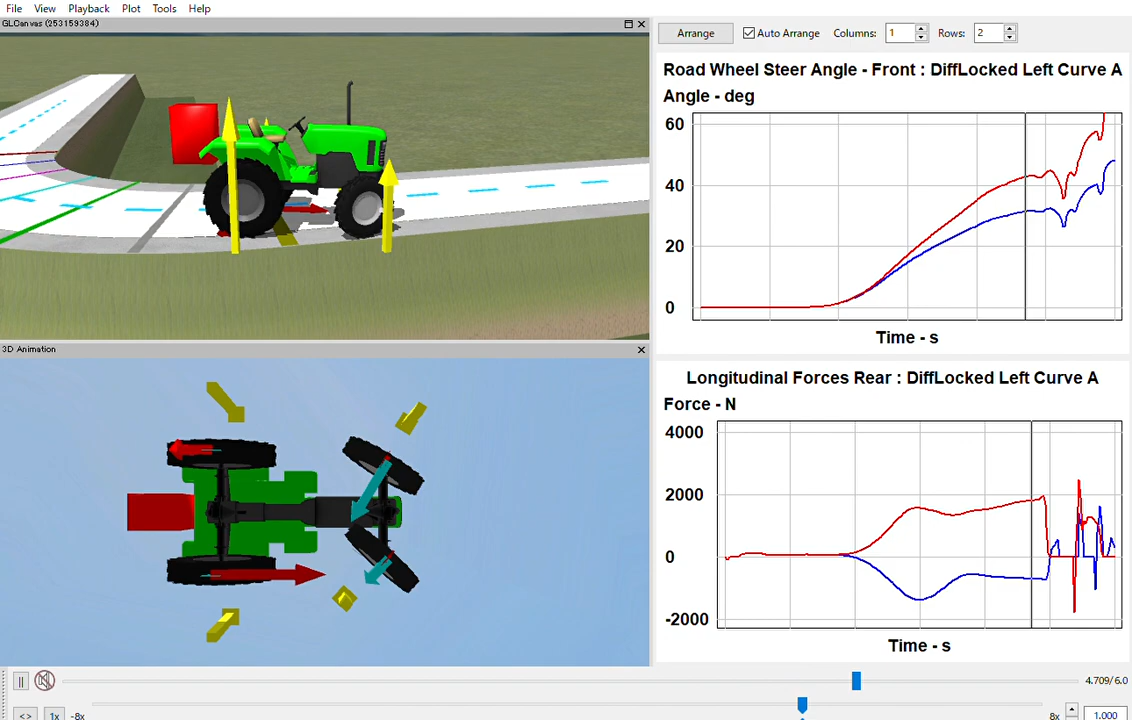 File View Playback Plot Tools Help
GLCanvas (253159384)
Arrange Auto Arrange Columns: 1 Rows: 2
Road Wheel Steer Angle - Front : DiffLocked Left Curve A
Angle - deg
60
40
20
0
Time - s
3D Animation
Longitudinal Forces Rear : DiffLocked Left Curve A
Force - N
4000
2000
0
-2000
Time - s
4.709/6.0
<> 1x -8x 8x 1.000